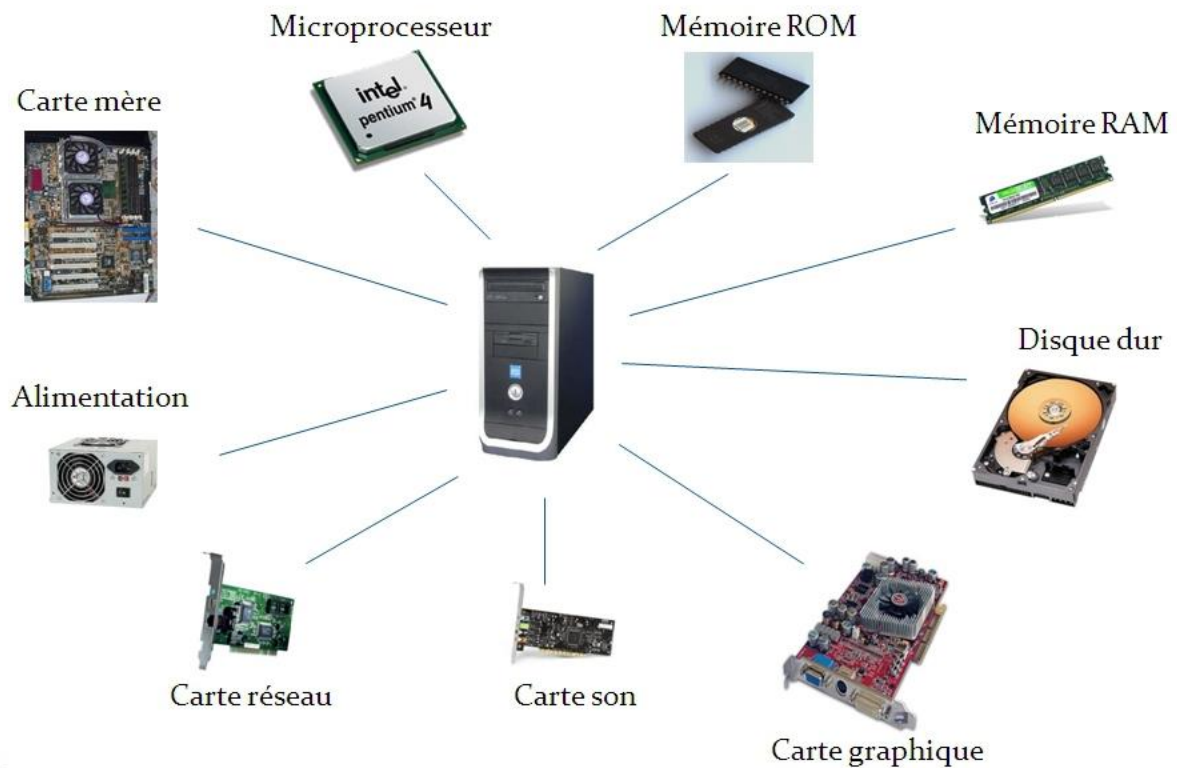 Microprocesseur
Mémoire ROM
Carte mère
intel
pentium 4
Mémoire RAM
Disque dur
Alimentation
Carte réseau
Carte son
Carte graphique